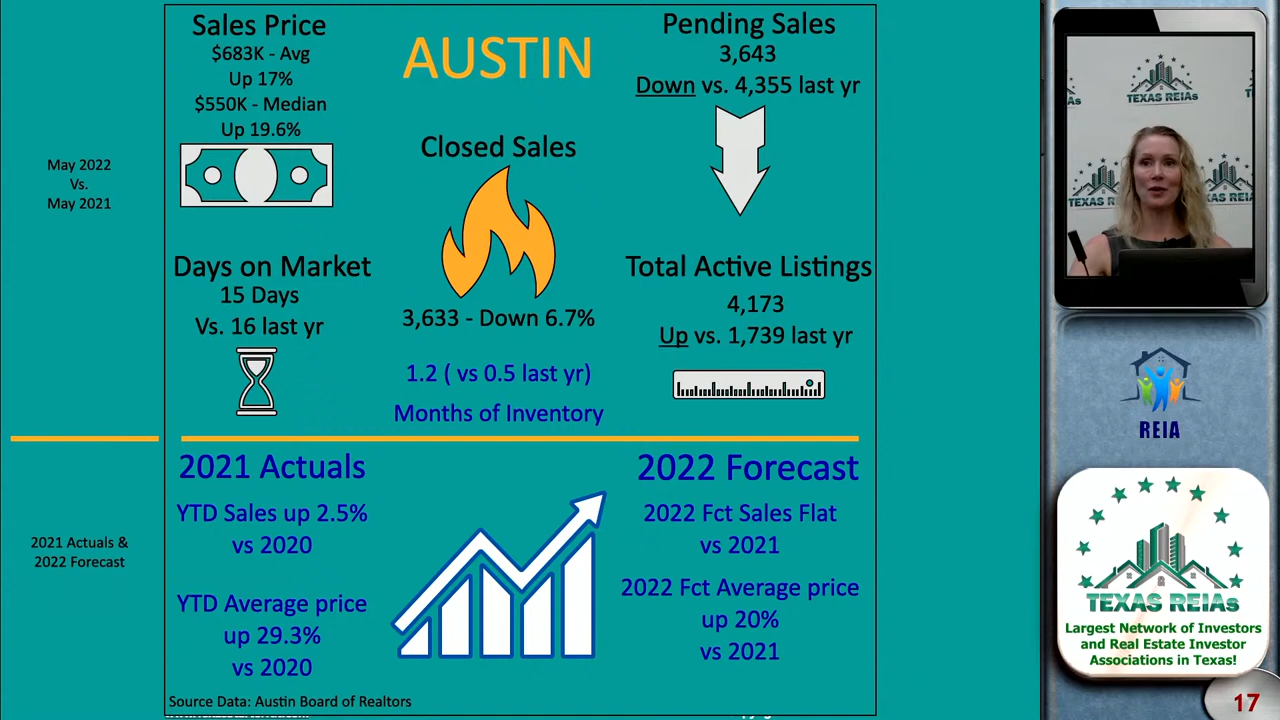 Sales Price
$683K - Avg
Up 17%
$550K - Median
Up 19.6%
AUSTIN
Pending Sales
3,643
Down vs. 4,355 last yr
May 2022
Vs.
May 2021
Closed Sales
3,633 - Down 6.7%
1.2 ( vs 0.5 last yr)
Months of Inventory
Days on Market
15 Days
Vs. 16 last yr
Total Active Listings
4,173
Up vs. 1,739 last yr
2021 Actuals &
2022 Forecast
2021 Actuals
YTD Sales up 2.5%
vs 2020
YTD Average price
up 29.3%
vs 2020
2022 Forecast
2022 Fct Sales Flat
vs 2021
2022 Fct Average price
up 20%
vs 2021
Source Data: Austin Board of Realtors
TEXAS REIAs
REIA
TEXAS REIAs
Largest Network of Investors
and Real Estate Investor
Associations in Texas!
17